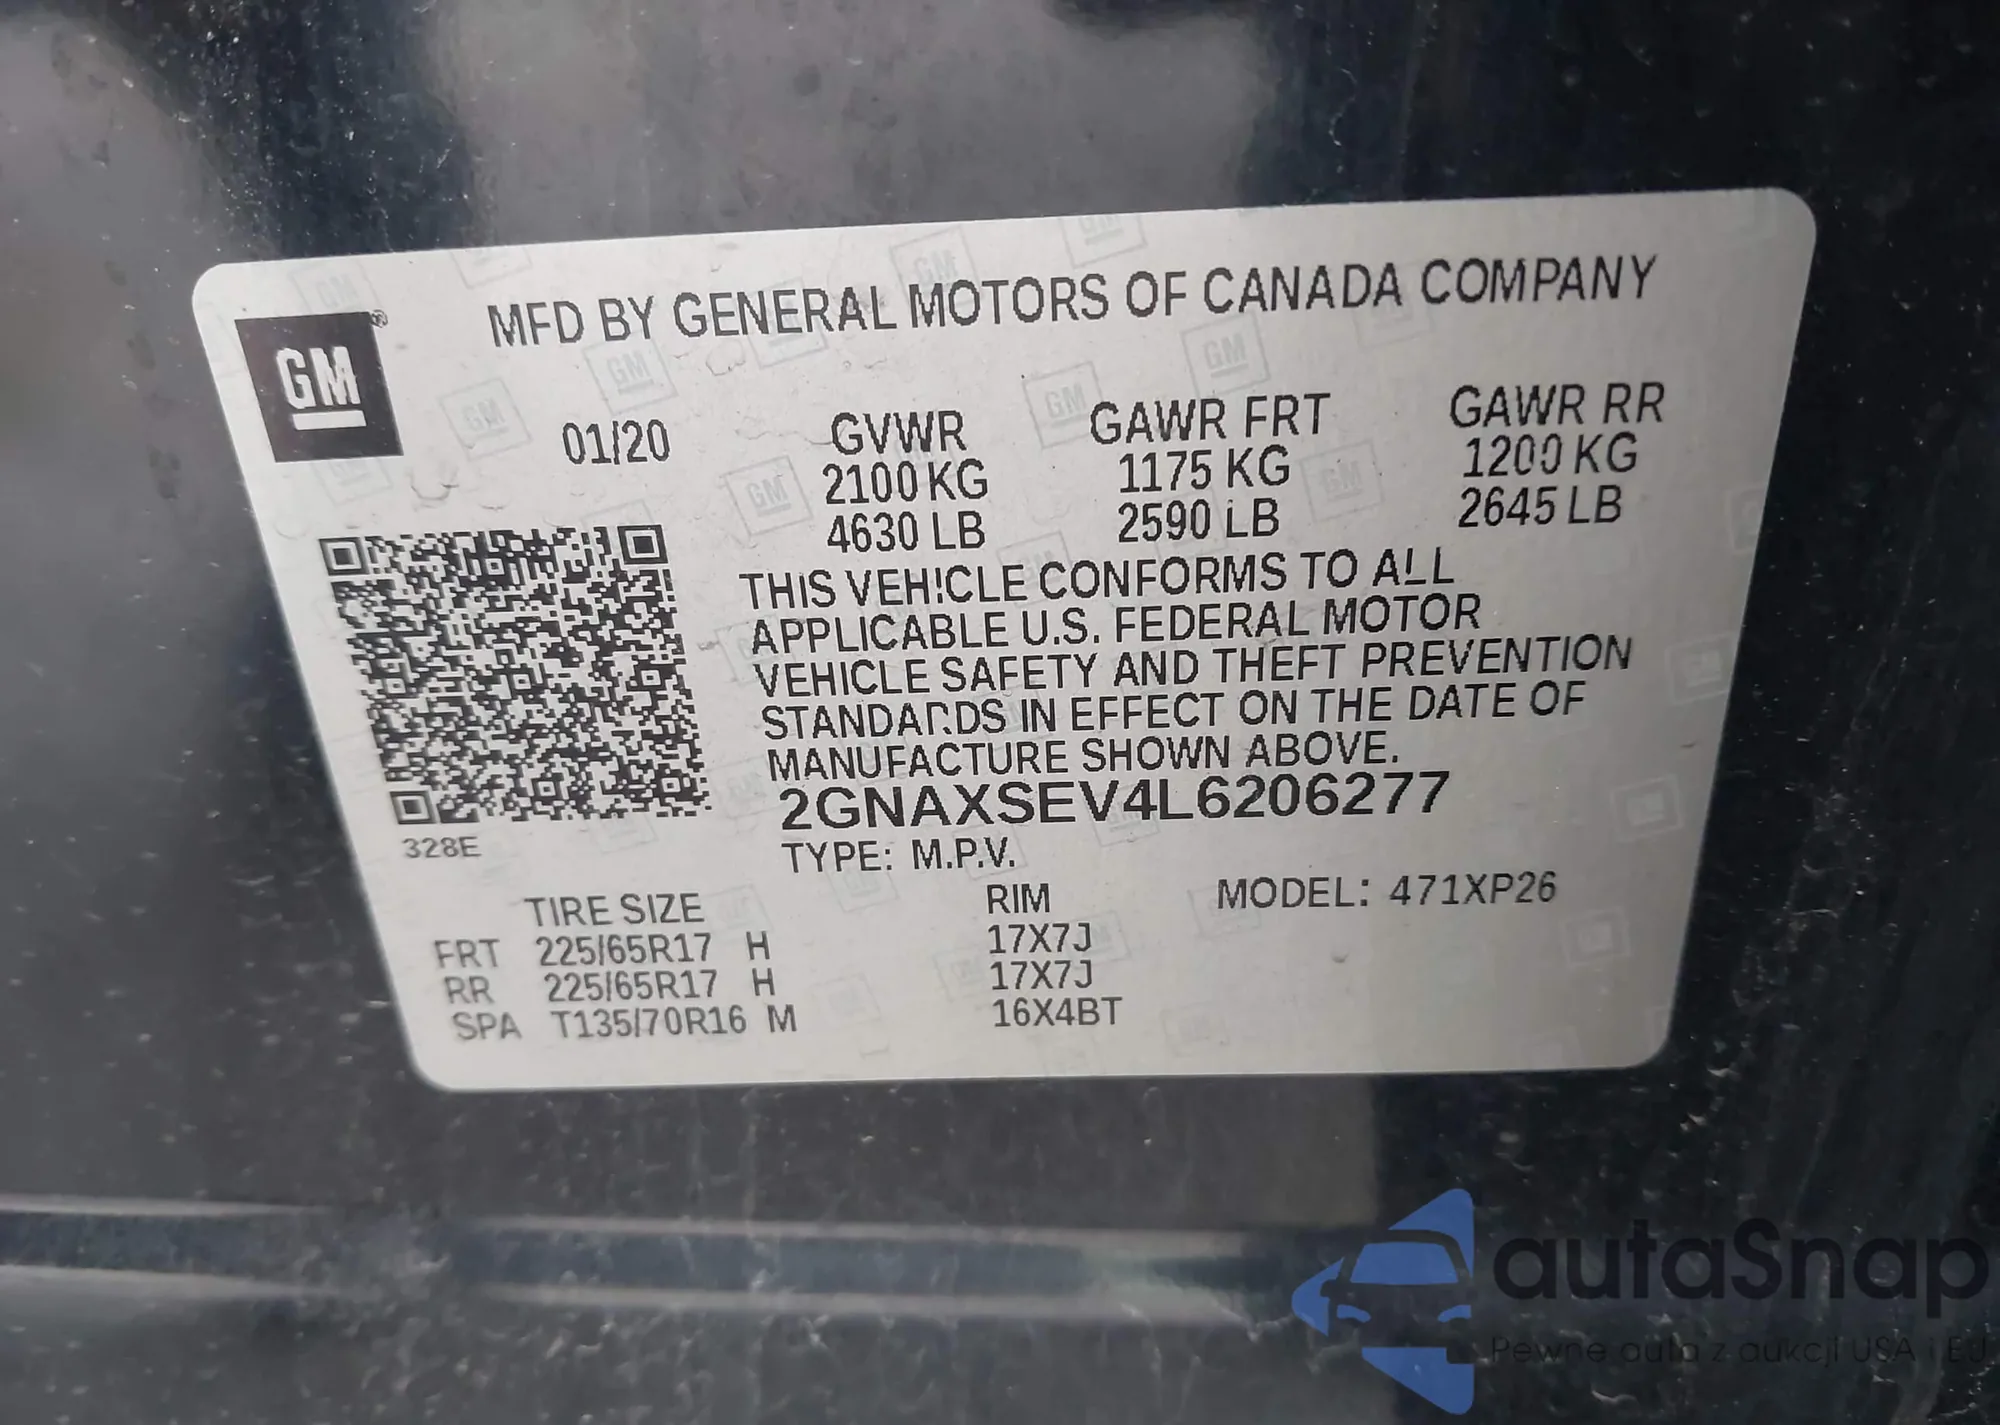 MFD BY GENERAL MOTORS OF CANADA COMPANY
GM
01/20 GVWR GAWR FRT GAWR RR
2100 KG 1175 KG 1200 KG
4630 LB 2590 LB 2645 LB
THIS VEHICLE CONFORMS TO ALL
APPLICABLE U.S. FEDERAL MOTOR
VEHICLE SAFETY AND THEFT PREVENTION
STANDARDS IN EFFECT ON THE DATE OF
MANUFACTURE SHOWN ABOVE.
2GNAXSEV4L6206277
328E
TYPE: M.P.V.
TIRE SIZE RIM MODEL: 471XP26
FRT 225/65R17 H 17X7J
RR 225/65R17 H 17X7J
SPA T135/70R16 M 16X4BT
autaSnap
Pewne auta z aukcji USA i EU